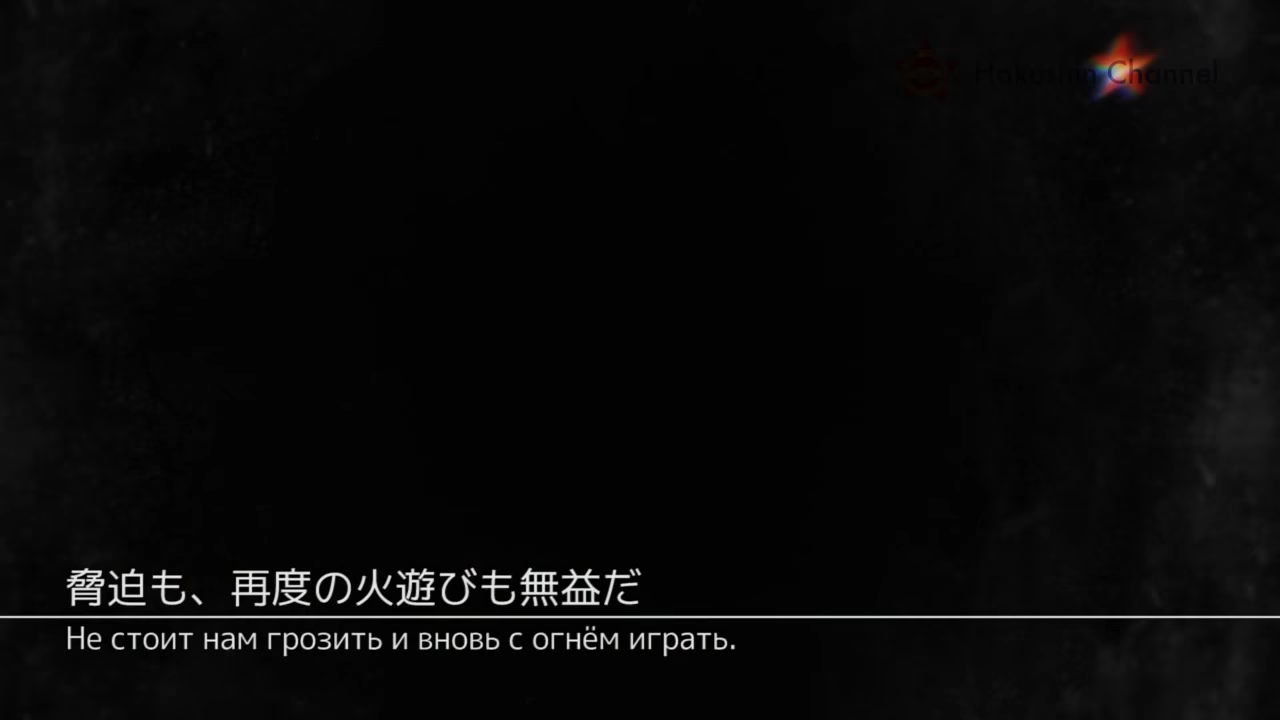 Hokosun Channel
脅迫も、再度の火遊びも無益だ
Не стоит нам грозить и вновь с огнём играть.